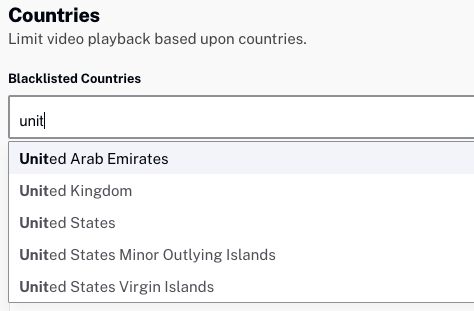 Countries
Limit video playback based upon countries.
Blacklisted Countries
unit
United Arab Emirates
United Kingdom
United States
United States Minor Outlying Islands
United States Virgin Islands